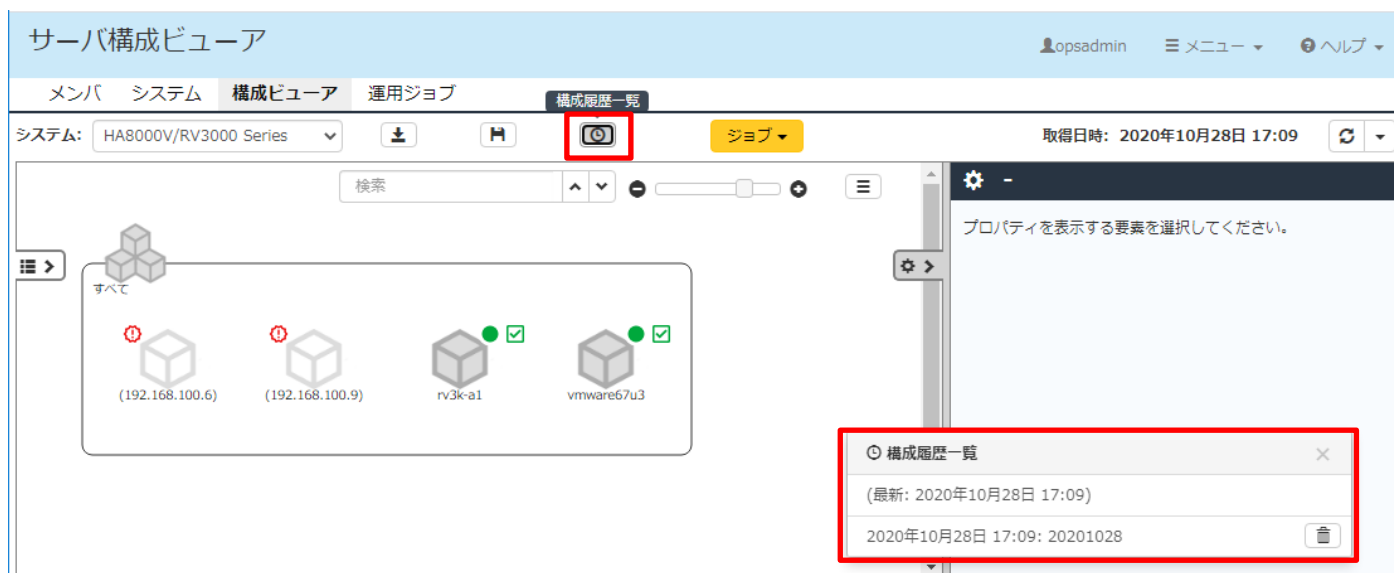 サーバ構成ビューア
opsadmin メニュー ヘルプ
メンバ システム 構成ビューア 運用ジョブ
構成履歴一覧
システム: HA8000V/RV3000 Series ジョブ 取得日時: 2020年10月28日 17:09
検索
-
プロパティを表示する要素を選択してください。
すべて
(192.168.100.6) (192.168.100.9) rv3k-a1 vmware67u3
構成履歴一覧 ×
(最新: 2020年10月28日 17:09)
2020年10月28日 17:09: 20201028